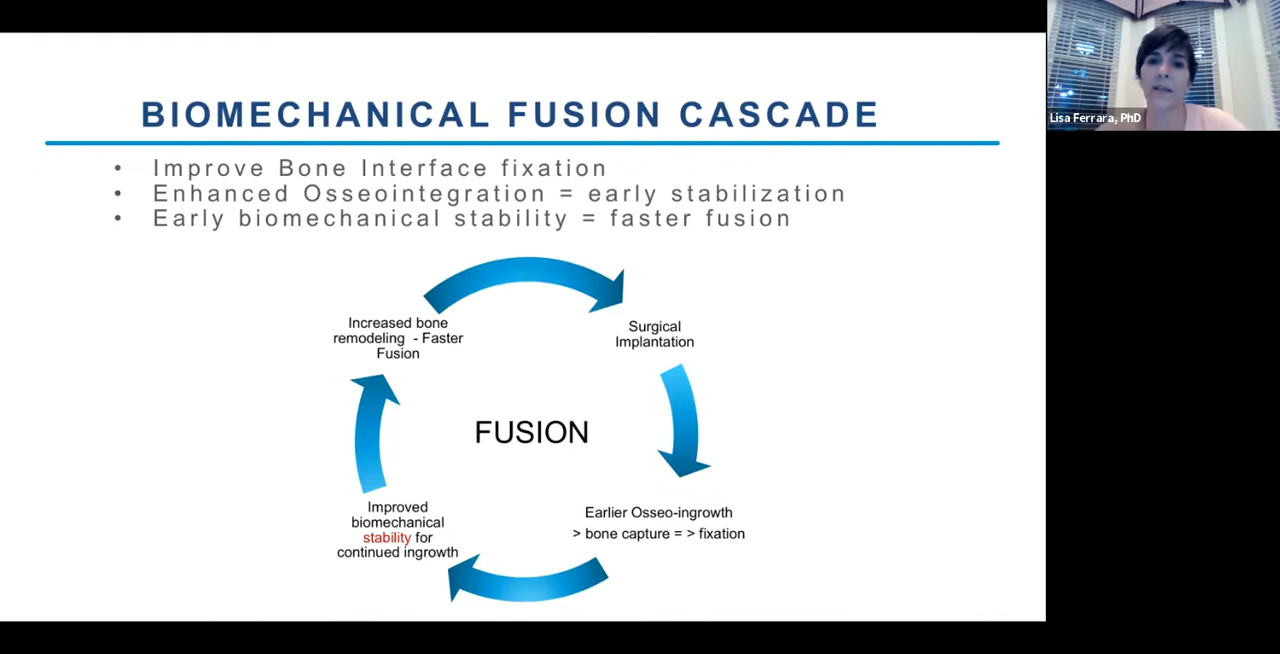 BIOMECHANICAL FUSION CASCADE
• Improve Bone Interface fixation
• Enhanced Osseointegration = early stabilization
• Early biomechanical stability = faster fusion
Increased bone
remodeling - Faster
Fusion
Surgical
Implantation
FUSION
Earlier Osseo-ingrowth
> bone capture = > fixation
Improved
biomechanical
stability for
continued ingrowth
Lisa Ferrara, PhD